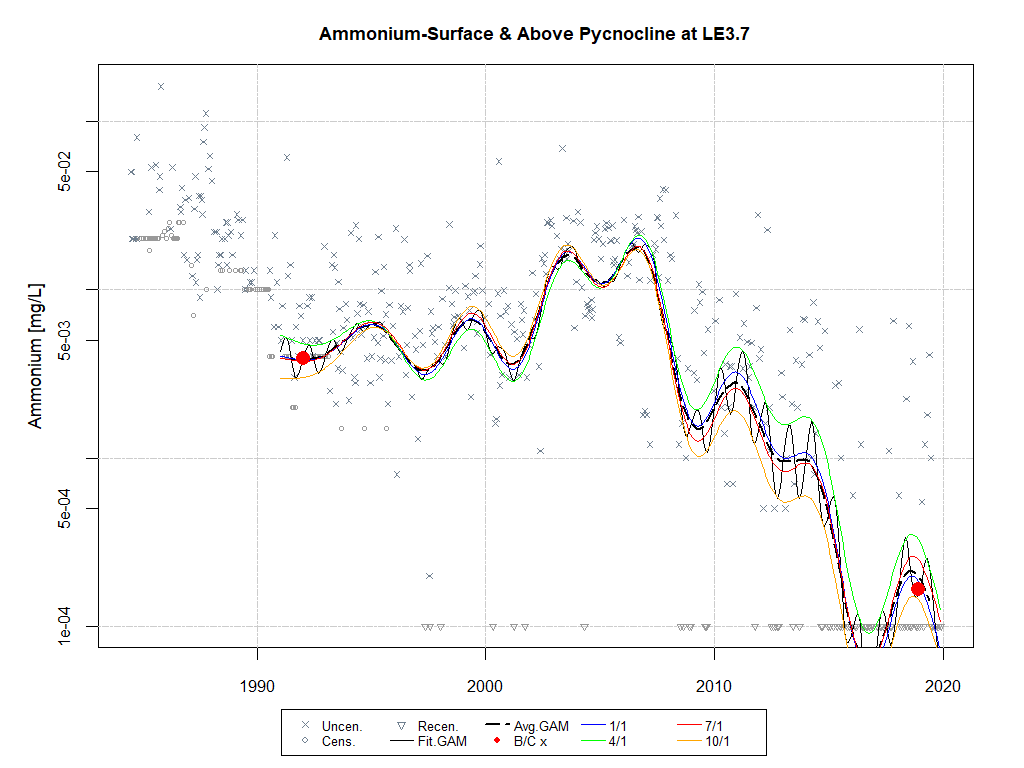 Ammonium-Surface & Above Pycnocline at LE3.7
Ammonium [mg/L]
5e-02
5e-03
5e-04
1e-04
1990 2000 2010 2020
Uncen. Recen. Avg.GAM 1/1 7/1
Cens. Fit.GAM B/C x 4/1 10/1